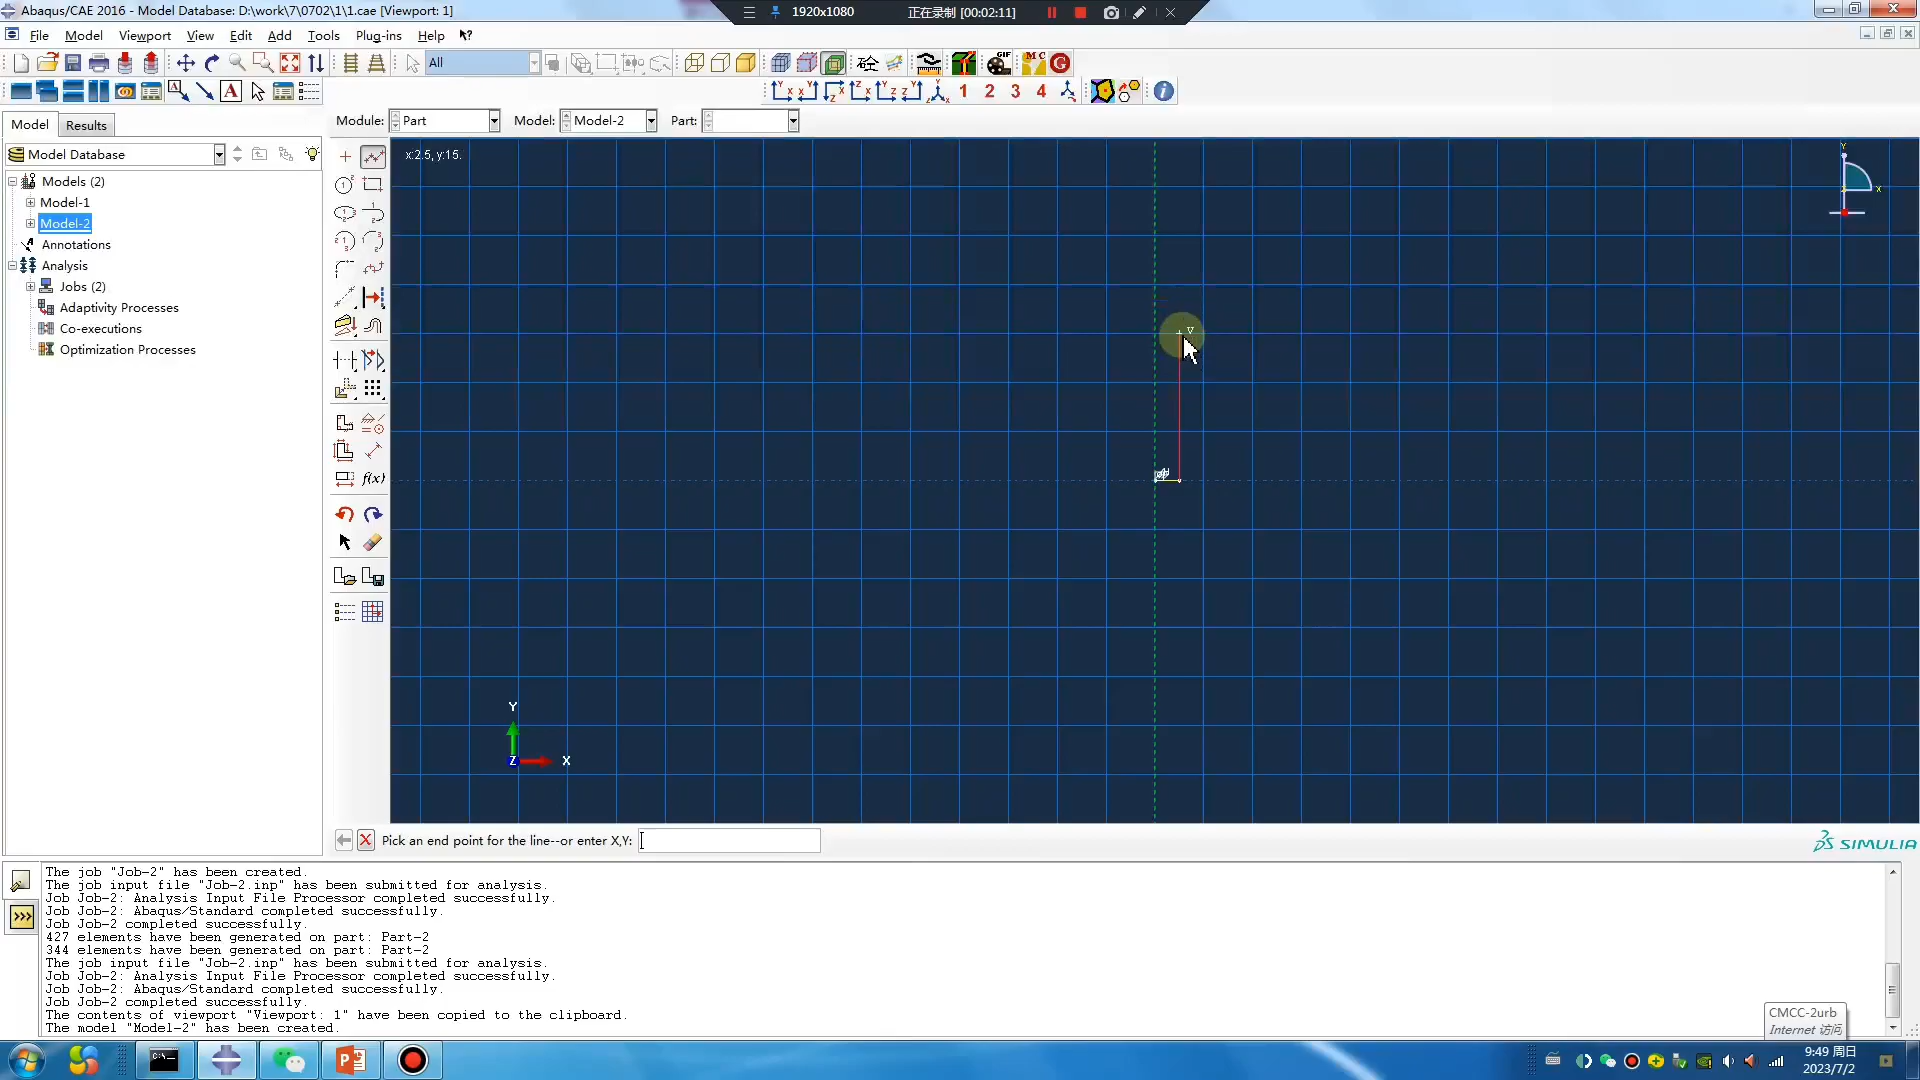 Abaqus/CAE 2016 - Model Database: D:\work\7\0702\1\1.cae [Viewport: 1]
1920x1080
正在录制 [00:02:11]
File Model Viewport View Edit Add Tools Plug-ins Help
All
1 2 3 4
Model Results
Module: Part Model: Model-2 Part:
Model Database
Models (2)
Model-1
Model-2
Annotations
Analysis
Jobs (2)
Adaptivity Processes
Co-executions
Optimization Processes
f(x)
x:2.5, y:15.
Y
X
Y
Z X
Pick an end point for the line--or enter X,Y:
SIMULIA
The job "Job-2" has been created.
The job input file "Job-2.inp" has been submitted for analysis.
Job Job-2: Analysis Input File Processor completed successfully.
Job Job-2: Abaqus/Standard completed successfully.
Job Job-2 completed successfully.
427 elements have been generated on part: Part-2
344 elements have been generated on part: Part-2
The job input file "Job-2.inp" has been submitted for analysis.
Job Job-2: Analysis Input File Processor completed successfully.
Job Job-2: Abaqus/Standard completed successfully.
Job Job-2 completed successfully.
The contents of viewport "Viewport: 1" have been copied to the clipboard.
The model "Model-2" has been created.
CMCC-2urb
Internet 访问
9:49 周日
2023/7/2